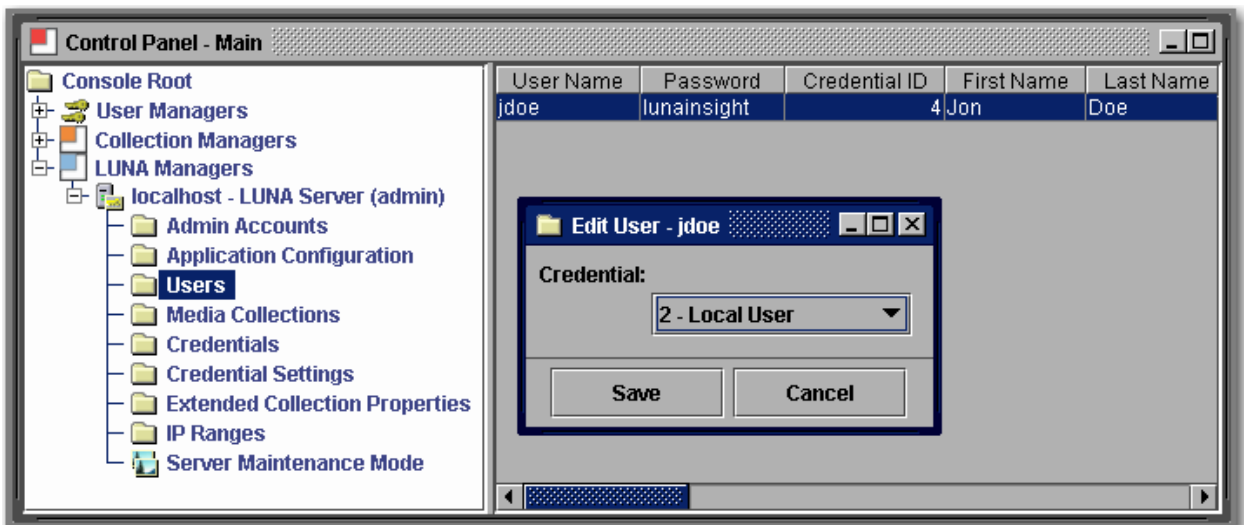 Control Panel - Main
Console Root
User Managers
Collection Managers
LUNA Managers
localhost - LUNA Server (admin)
Admin Accounts
Application Configuration
Users
Media Collections
Credentials
Credential Settings
Extended Collection Properties
IP Ranges
Server Maintenance Mode
User Name Password Credential ID First Name Last Name
jdoe lunainsight 4 Jon Doe
Edit User - jdoe
Credential:
2 - Local User
Save Cancel